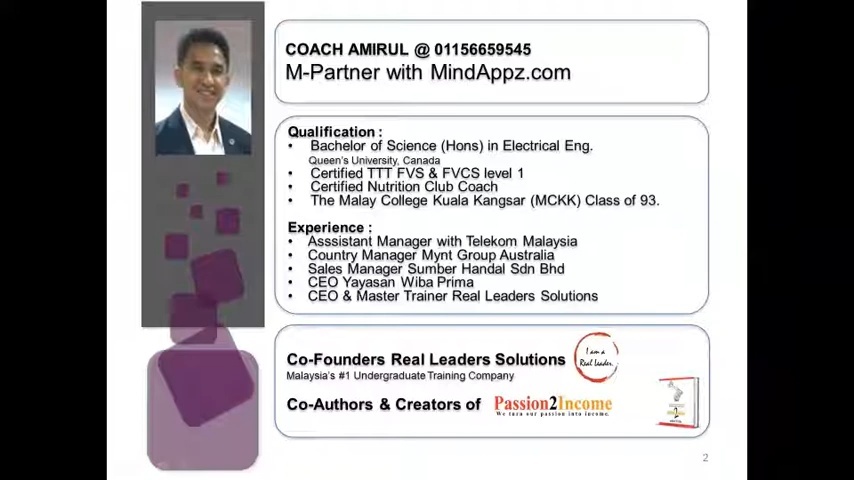 COACH AMIRUL @ 01156659545
M-Partner with MindAppz.com
Qualification :
• Bachelor of Science (Hons) in Electrical Eng.
Queen's University, Canada
• Certified TTT FVS & FVCS level 1
• Certified Nutrition Club Coach
• The Malay College Kuala Kangsar (MCKK) Class of 93.
Experience :
• Asssistant Manager with Telekom Malaysia
• Country Manager Mynt Group Australia
• Sales Manager Sumber Handal Sdn Bhd
• CEO Yayasan Wiba Prima
• CEO & Master Trainer Real Leaders Solutions
Co-Founders Real Leaders Solutions
I am a
Real Leader.
Malaysia's #1 Undergraduate Training Company
Co-Authors & Creators of
Passion2Income
We turn our passion into income.
2